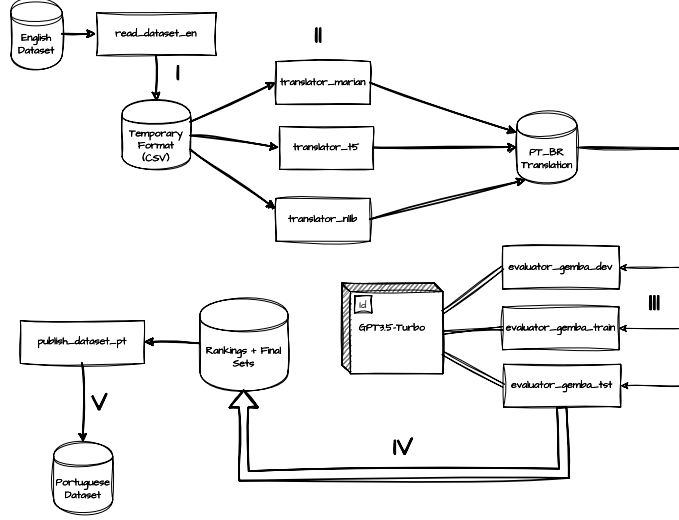 English
Dataset
read_dataset_en
I
II
Temporary
Format
(CSV)
translator_marian
translator_t5
translator_nllb
PT_BR
Translation
evaluator_gemba_dev
evaluator_gemba_train
evaluator_gemba_tst
III
id
GPT3.5-Turbo
IV
Rankings + Final
Sets
publish_dataset_pt
V
Portuguese
Dataset